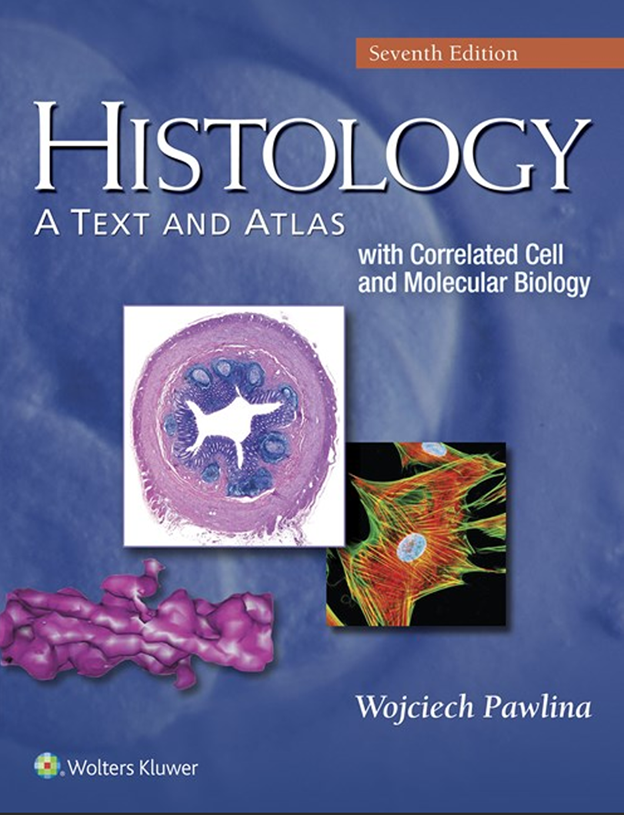 Seventh Edition
HISTOLOGY
A TEXT AND ATLAS
with Correlated Cell
and Molecular Biology
Wojciech Pawlina
Wolters Kluwer